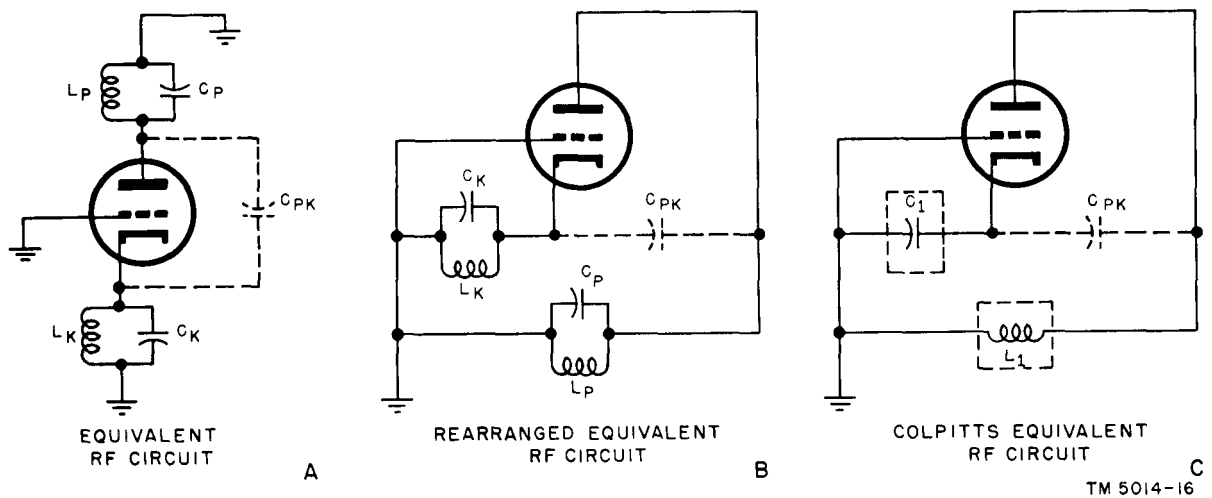 LP
CP
CPK
LK
CK
EQUIVALENT
RF CIRCUIT
A
CK
LK
CPK
CP
LP
REARRANGED EQUIVALENT
RF CIRCUIT
B
C1
CPK
L1
COLPITTS EQUIVALENT
RF CIRCUIT
C
TM 5014-16